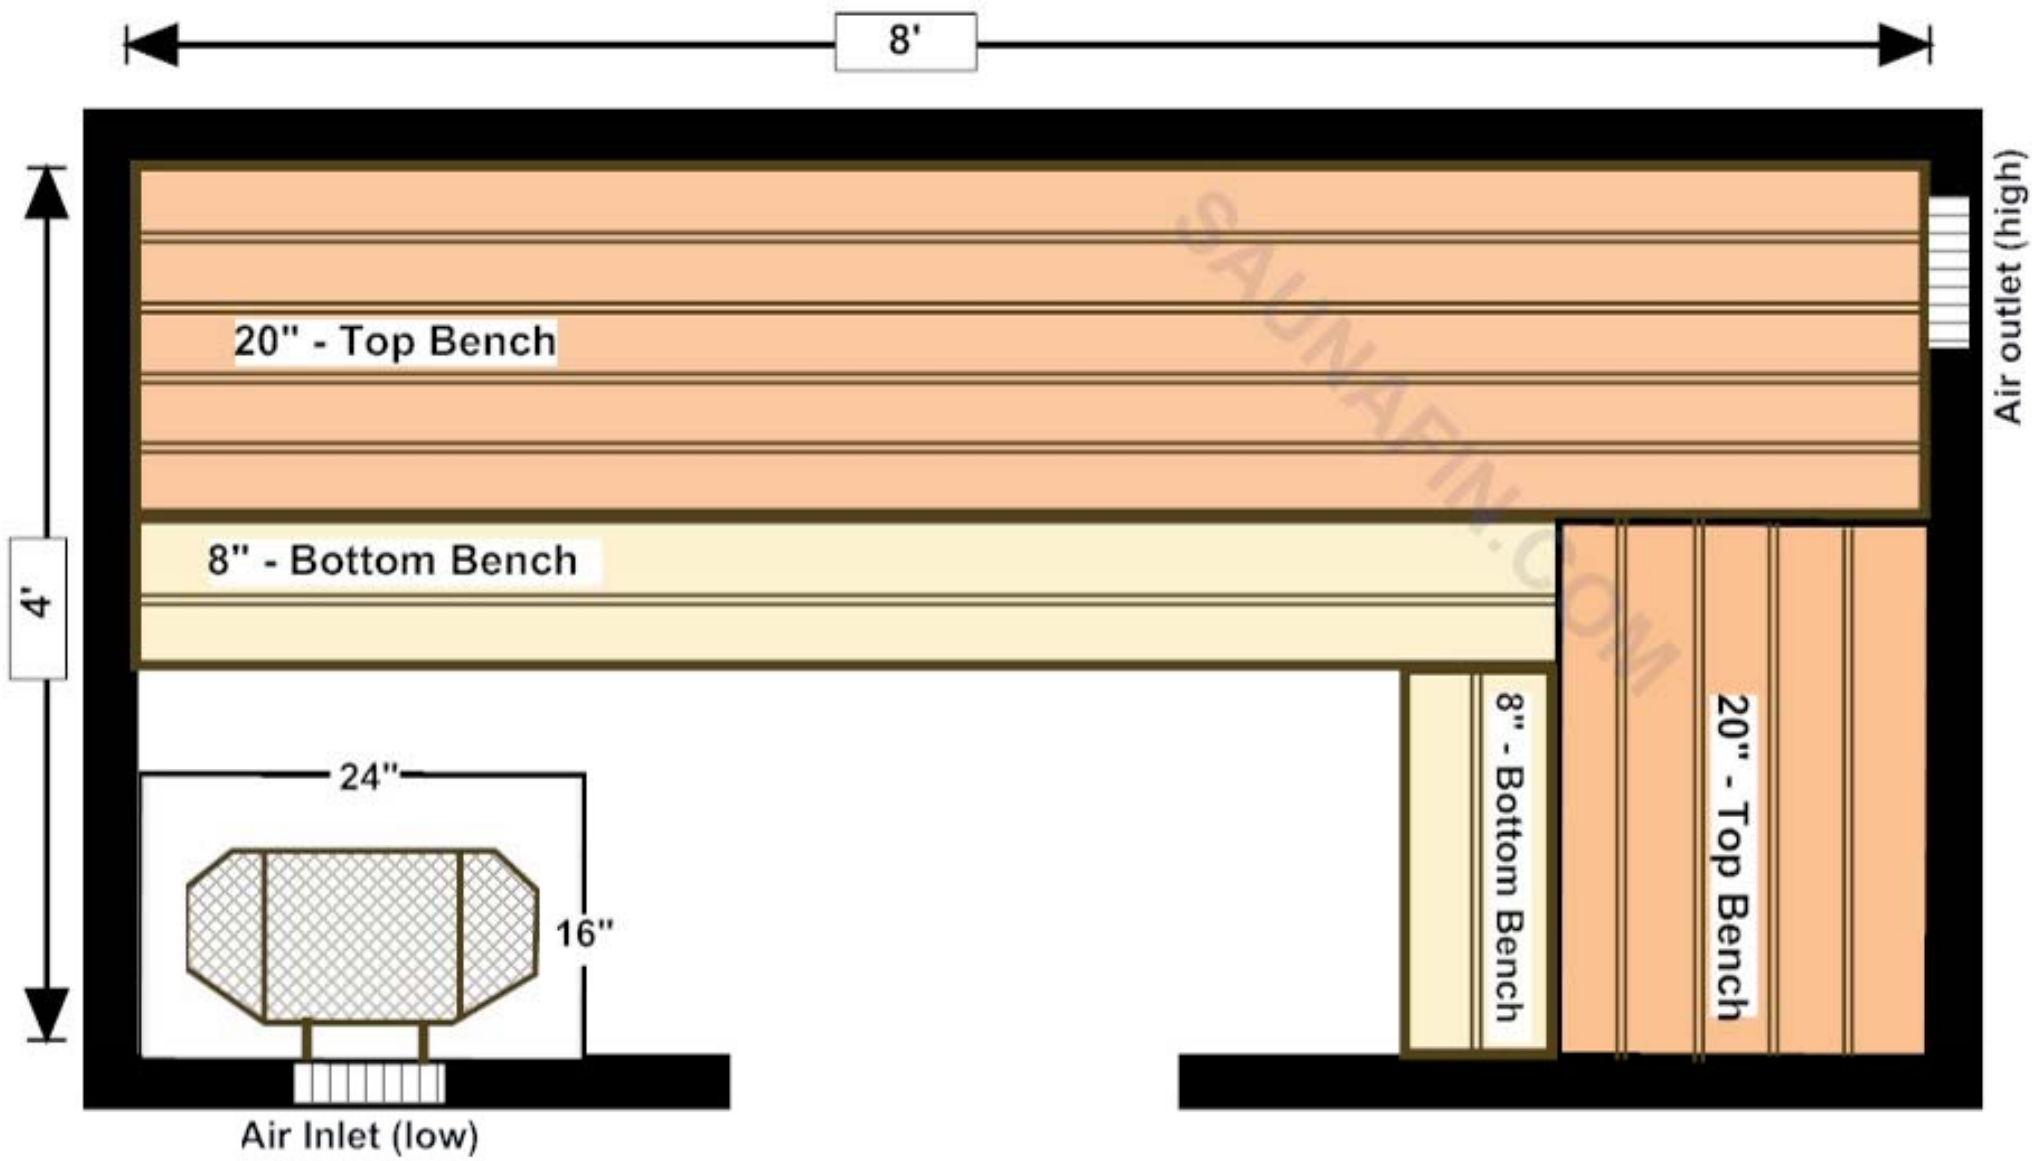 8'
Air outlet (high)
SAUNAFIN.COM
20" - Top Bench
8" - Bottom Bench
4'
8" - Bottom Bench
20" - Top Bench
24"
16"
Air Inlet (low)